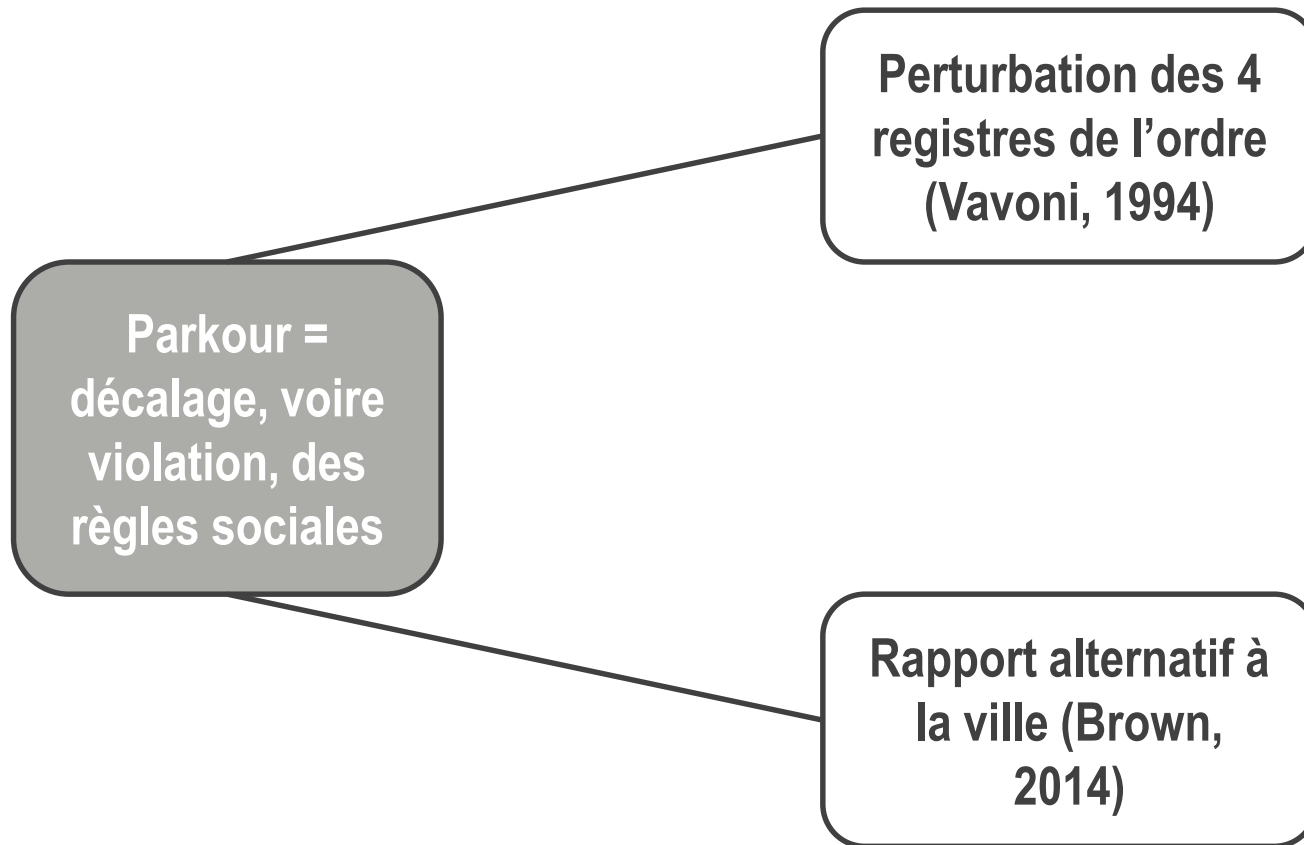 Perturbation des 4
registres de l’ordre
(Vavoni, 1994)
Parkour =
décalage, voire
violation, des
règles sociales
Rapport alternatif à
la ville (Brown,
2014)